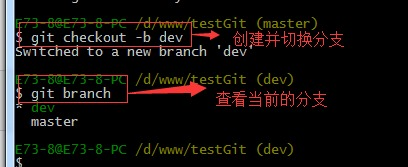 E73-8@E73-8-PC /d/www/testGit (master)
$ git checkout -b dev 创建并切换分支
Switched to a new branch 'dev'
E73-8@E73-8-PC /d/www/testGit (dev)
$ git branch 查看当前的分支
* dev
master
E73-8@E73-8-PC /d/www/testGit (dev)
$